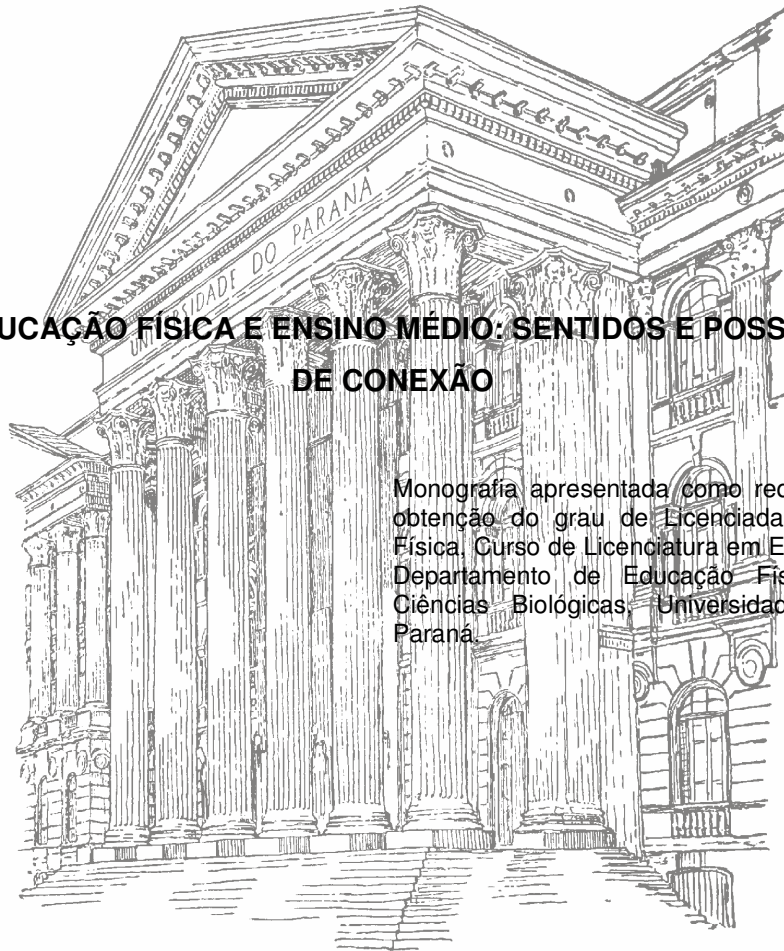 SIDADE DO PARANÁ
UCAÇÃO FÍSICA E ENSINO MÉDIO: SENTIDOS E POSS
DE CONEXÃO
Monografia apresentada como req
obtenção do grau de Licenciada
Física, Curso de Licenciatura em E
Departamento de Educação Fís
Ciências Biológicas, Universidad
Paraná.